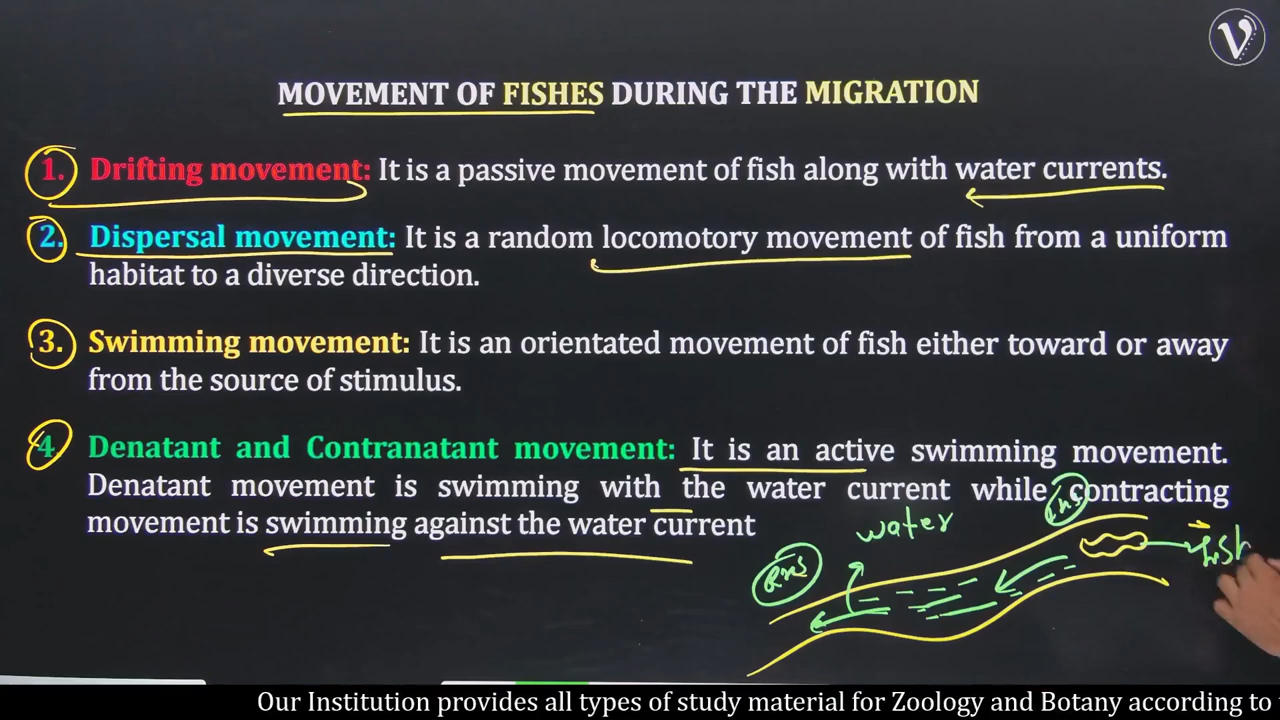 V
MOVEMENT OF FISHES DURING THE MIGRATION
1. Drifting movement: It is a passive movement of fish along with water currents.
2. Dispersal movement: It is a random locomotory movement of fish from a uniform
habitat to a diverse direction.
3. Swimming movement: It is an orientated movement of fish either toward or away
from the source of stimulus.
4. Denatant and Contranatant movement: It is an active swimming movement.
Denatant movement is swimming with the water current while contracting
movement is swimming against the water current
water
fish
Our Institution provides all types of study material for Zoology and Botany according to